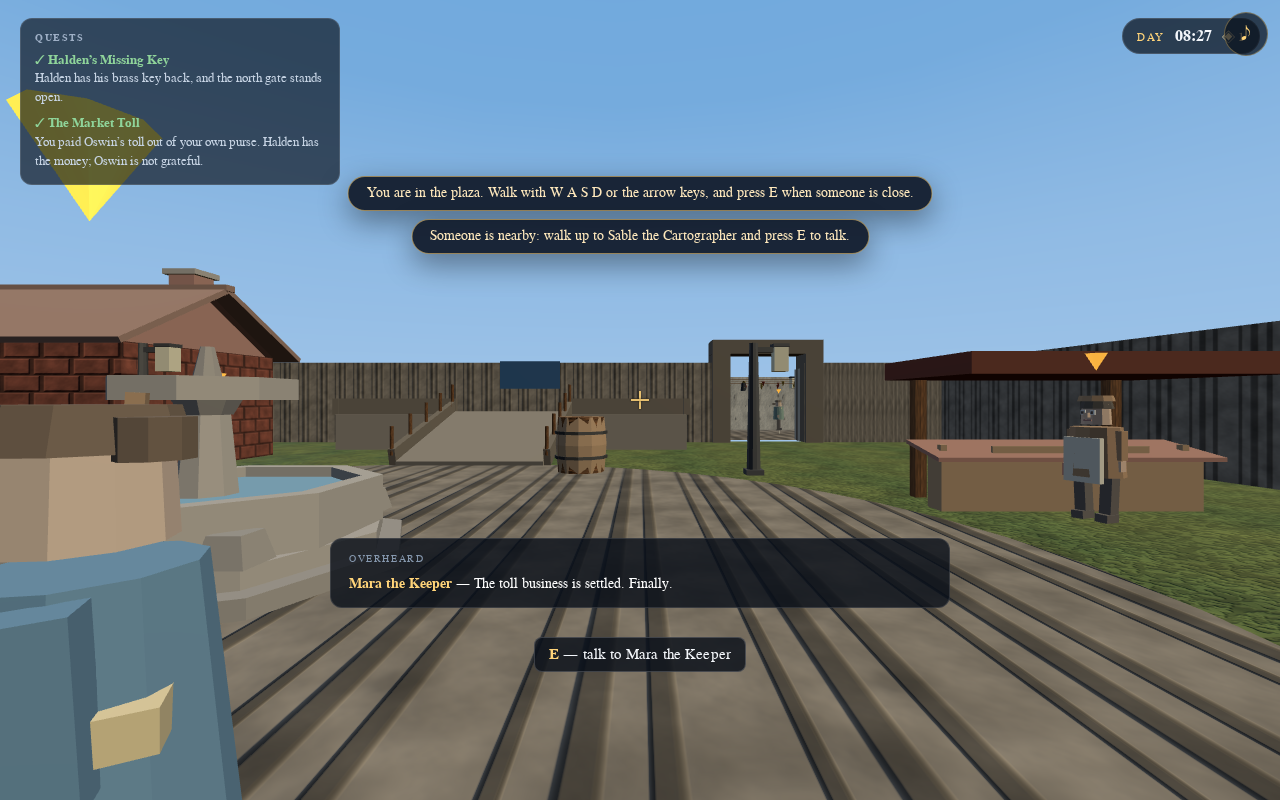 QUESTS
✓ Halden's Missing Key
Halden has his brass key back, and the north gate stands
open.
✓ The Market Toll
You paid Oswin's toll out of your own purse. Halden has
the money; Oswin is not grateful.
DAY 08:27
You are in the plaza. Walk with W A S D or the arrow keys, and press E when someone is close.
Someone is nearby: walk up to Sable the Cartographer and press E to talk.
OVERHEARD
Mara the Keeper — The toll business is settled. Finally.
E — talk to Mara the Keeper